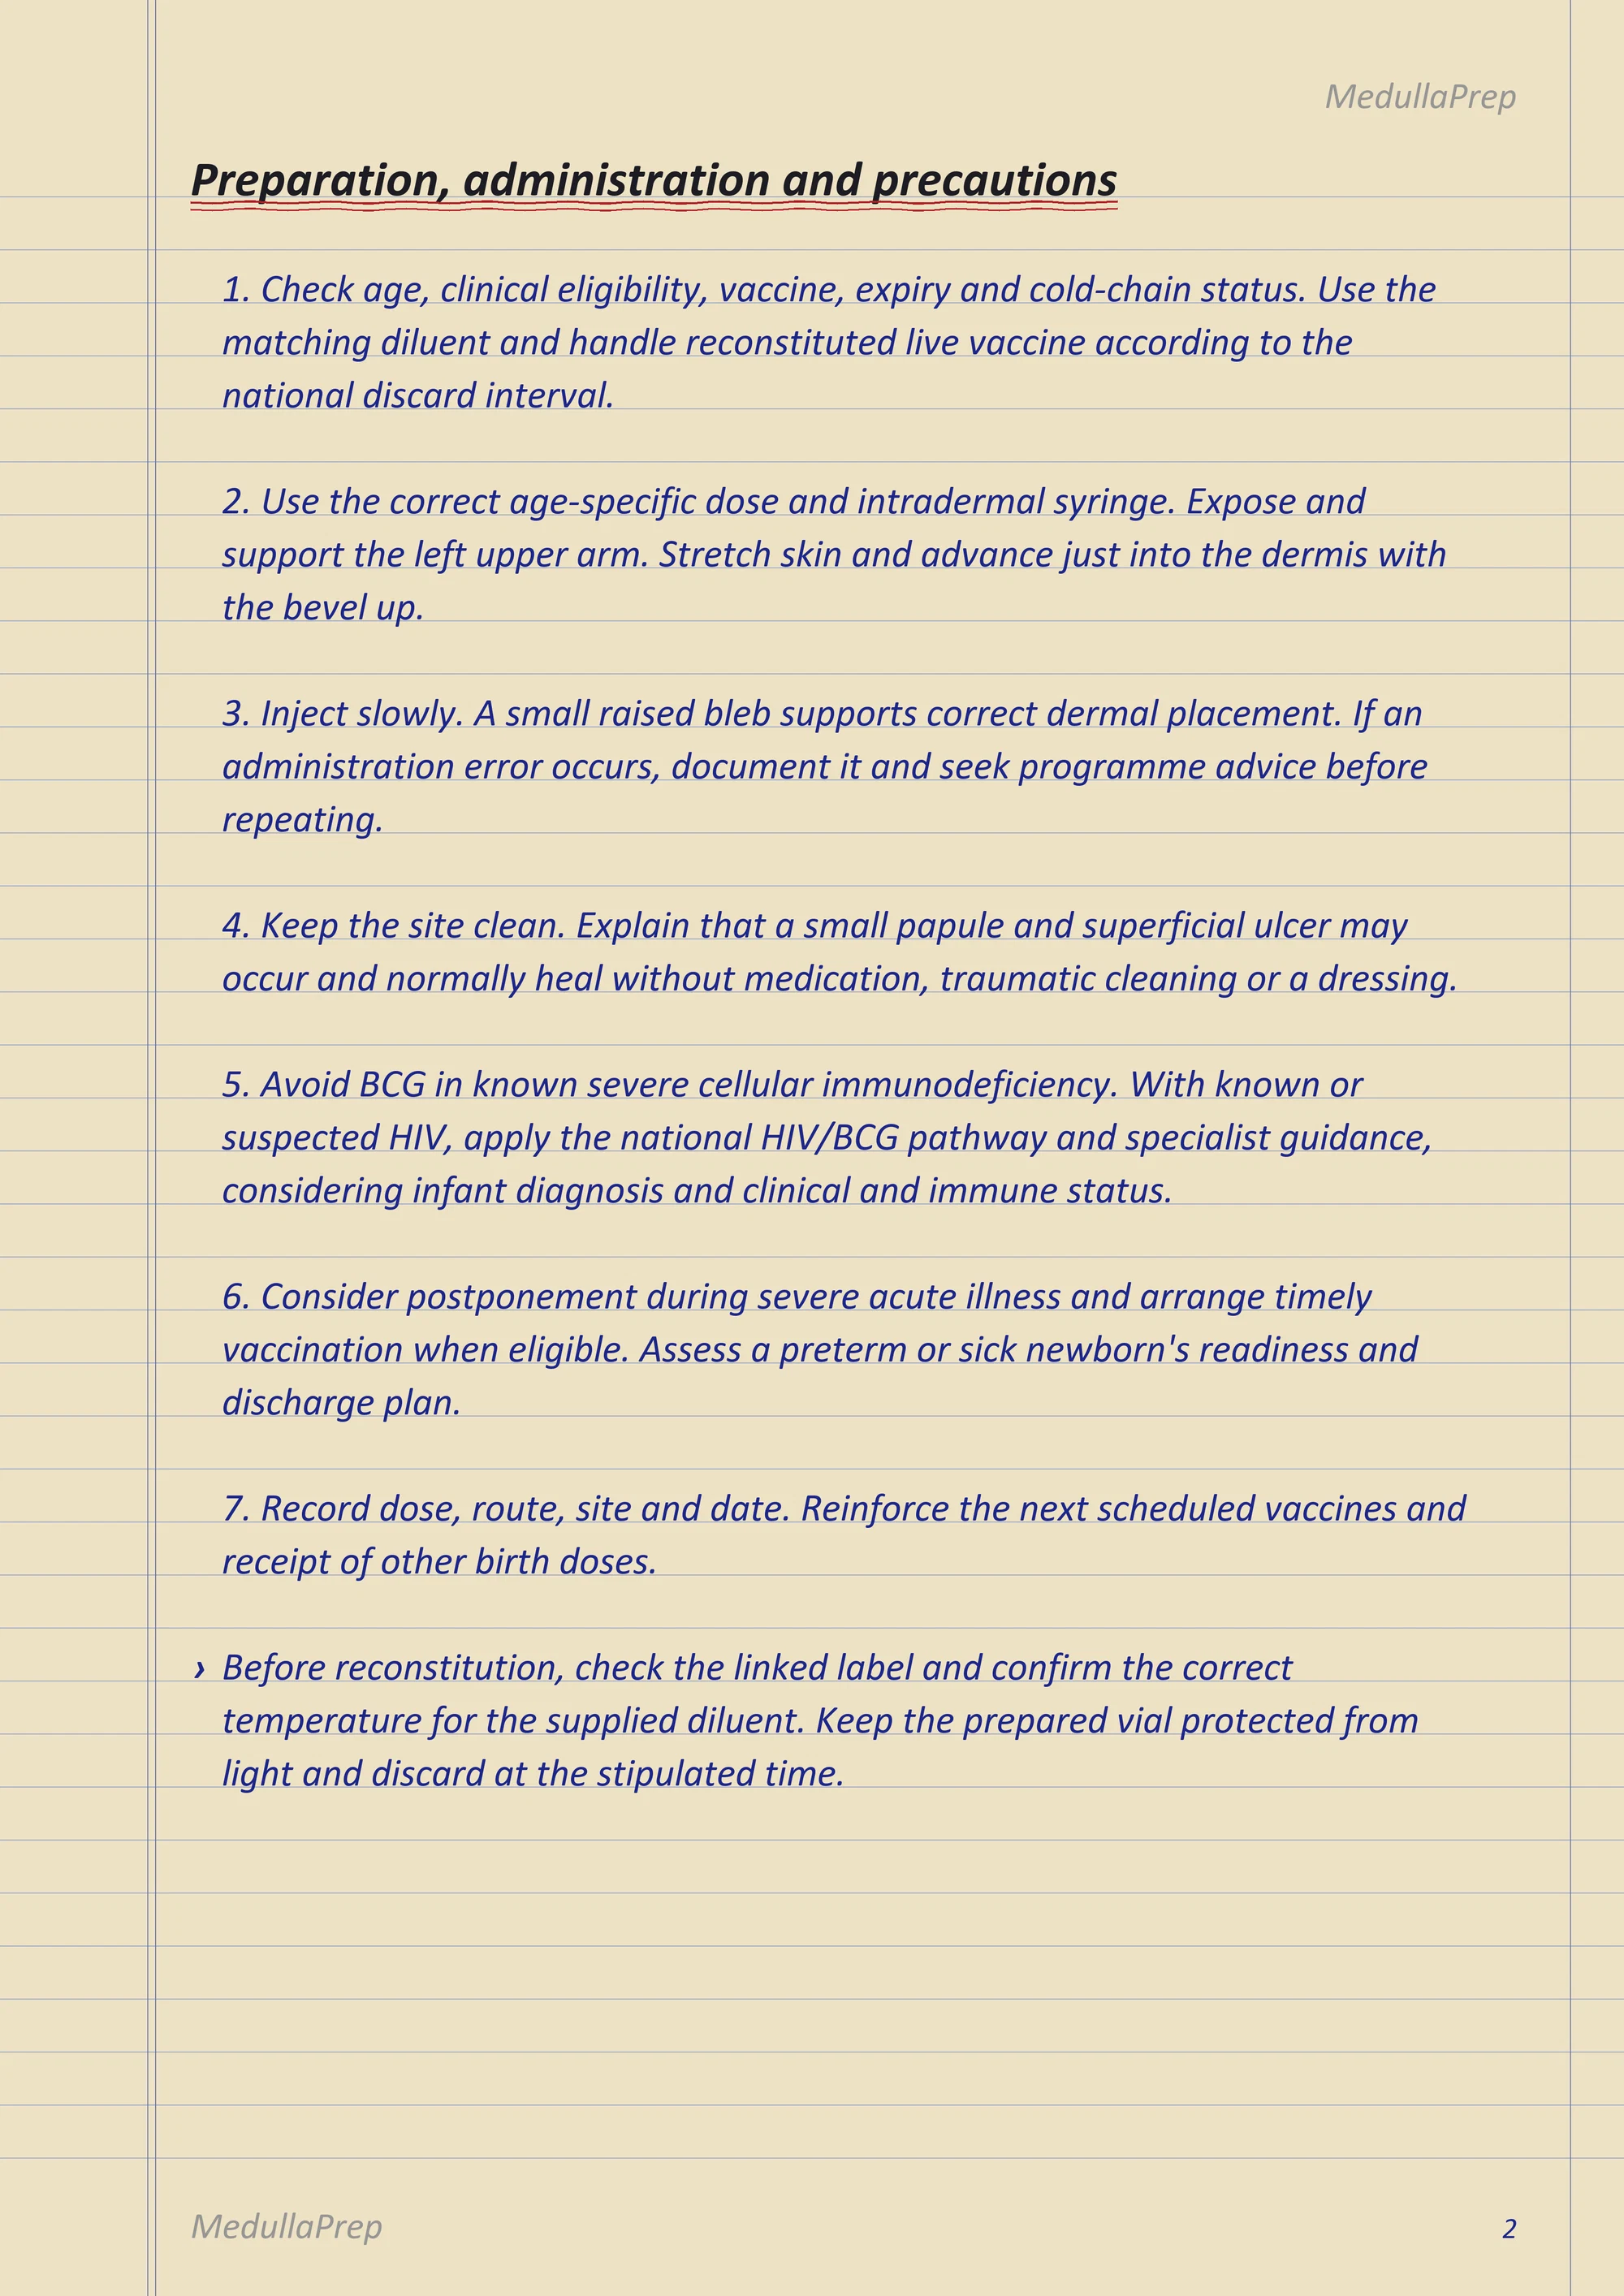 MedullaPrep
Preparation, administration and precautions
1. Check age, clinical eligibility, vaccine, expiry and cold-chain status. Use the
matching diluent and handle reconstituted live vaccine according to the
national discard interval.
2. Use the correct age-specific dose and intradermal syringe. Expose and
support the left upper arm. Stretch skin and advance just into the dermis with
the bevel up.
3. Inject slowly. A small raised bleb supports correct dermal placement. If an
administration error occurs, document it and seek programme advice before
repeating.
4. Keep the site clean. Explain that a small papule and superficial ulcer may
occur and normally heal without medication, traumatic cleaning or a dressing.
5. Avoid BCG in known severe cellular immunodeficiency. With known or
suspected HIV, apply the national HIV/BCG pathway and specialist guidance,
considering infant diagnosis and clinical and immune status.
6. Consider postponement during severe acute illness and arrange timely
vaccination when eligible. Assess a preterm or sick newborn's readiness and
discharge plan.
7. Record dose, route, site and date. Reinforce the next scheduled vaccines and
receipt of other birth doses.
› Before reconstitution, check the linked label and confirm the correct
temperature for the supplied diluent. Keep the prepared vial protected from
light and discard at the stipulated time.
MedullaPrep
2